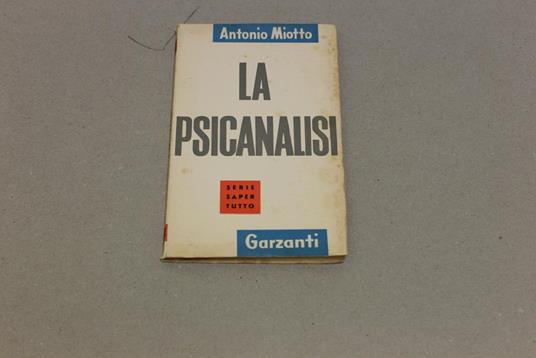 Antonio Miotto
LA
PSICANALISI
SERIE
SAPER
TUTTO
Garzanti